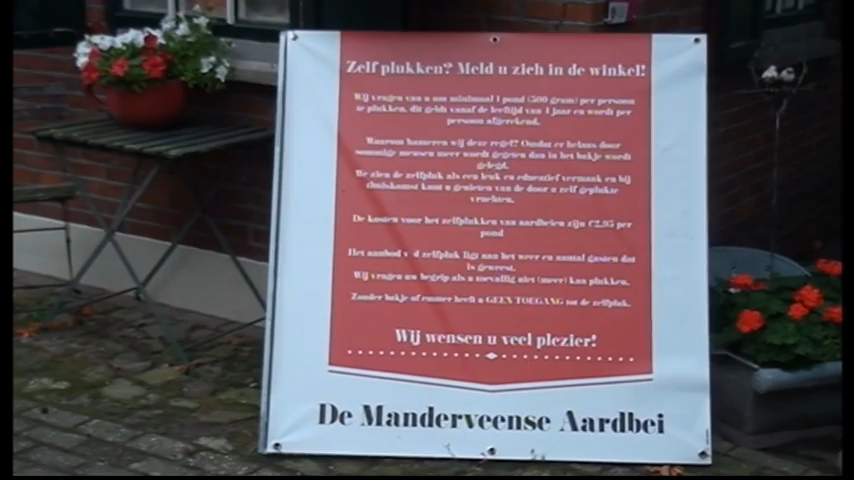 Zelf plukken? Meld u zich in de winkel!
Wij vragen van u om minimaal 1 pond (500 gram) per persoon
te plukken, dit geldt vanaf de leeftijd van 4 jaar en wordt per
persoon afgerekend.
Waarom hameren wij deze regel? Omdat er helaas door
sommige mensen meer wordt gegeten dan in het bakje wordt
gelegd.
We zien de zelfpluk als een leuk en educatief vermaak en bij
thuiskomst kunt u genieten van de door u zelf geplukte
vruchten.
De kosten voor het zelfplukken van aardbeien zijn €2,95 per
pond
Het aanbod v/d zelfpluk ligt aan het weer en aantal gasten dat
is geweest.
Wij vragen uw begrip als u toevallig niet (meer) kan plukken.
Zonder bakje of emmer heeft u GEEN TOEGANG tot de zelfpluk.
Wij wensen u veel plezier!
De Manderveense Aardbei